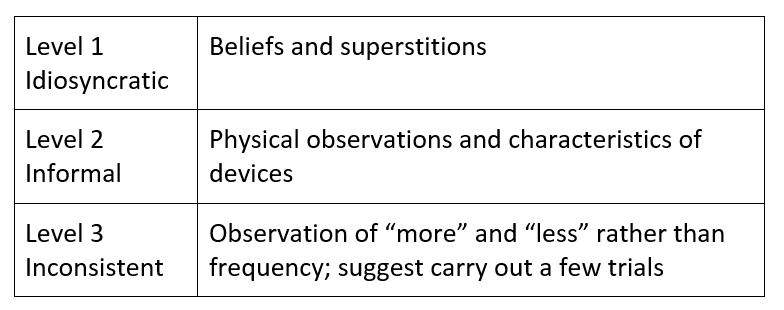 Level 1
Idiosyncratic
Beliefs and superstitions
Level 2
Informal
Physical observations and characteristics of
devices
Level 3
Inconsistent
Observation of “more” and “less” rather than
frequency; suggest carry out a few trials